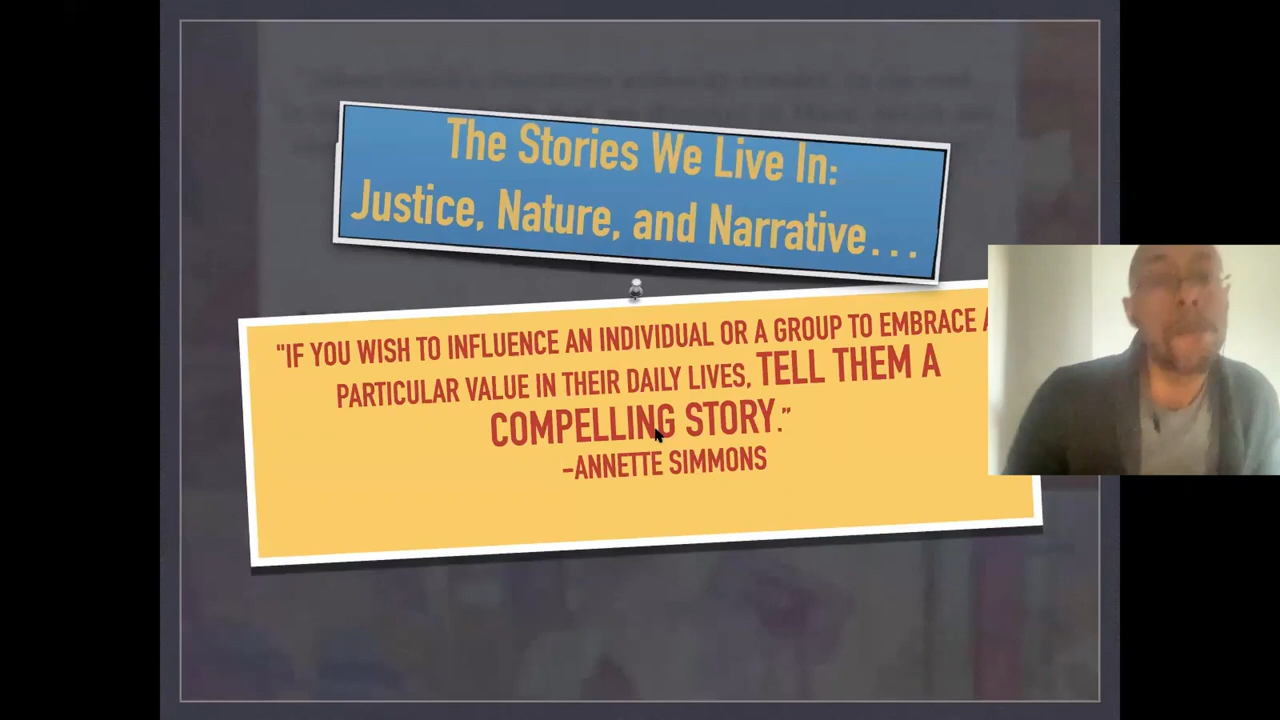 The Stories We Live In:
Justice, Nature, and Narrative...
"IF YOU WISH TO INFLUENCE AN INDIVIDUAL OR A GROUP TO EMBRACE A
PARTICULAR VALUE IN THEIR DAILY LIVES, TELL THEM A
COMPELLING STORY."
-ANNETTE SIMMONS